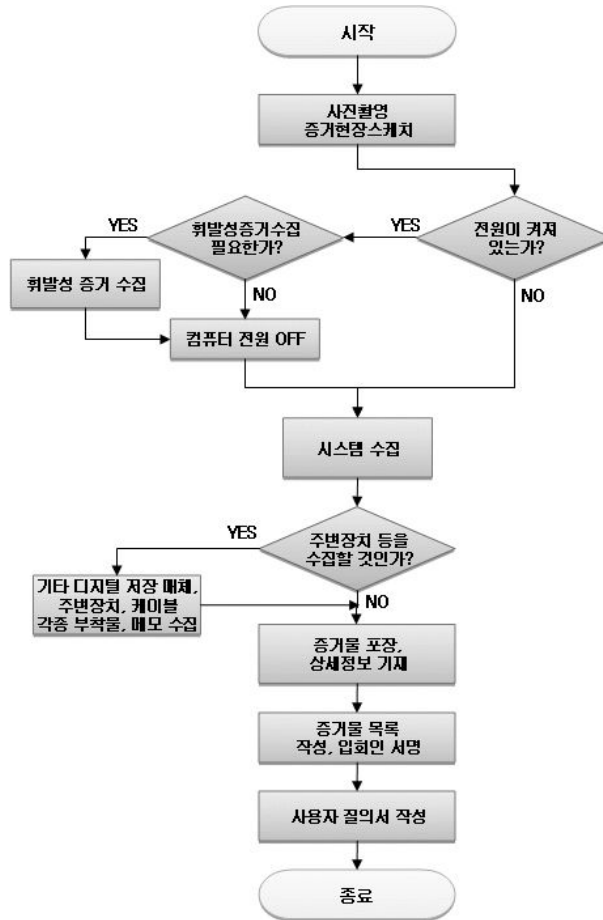 시작
사진촬영
증거현장스케치
전원이 켜져
있는가?
YES
휘발성증거수집
필요한가?
YES
휘발성 증거 수집
NO
NO
컴퓨터 전원 OFF
시스템 수집
주변장치 등을
수집할 것인가?
YES
기타 디지털 저장 매체,
주변장치, 케이블
각종 부착물, 메모 수집
NO
증거물 포장,
상세정보 기재
증거물 목록
작성, 입회인 서명
사용자 질의서 작성
종료